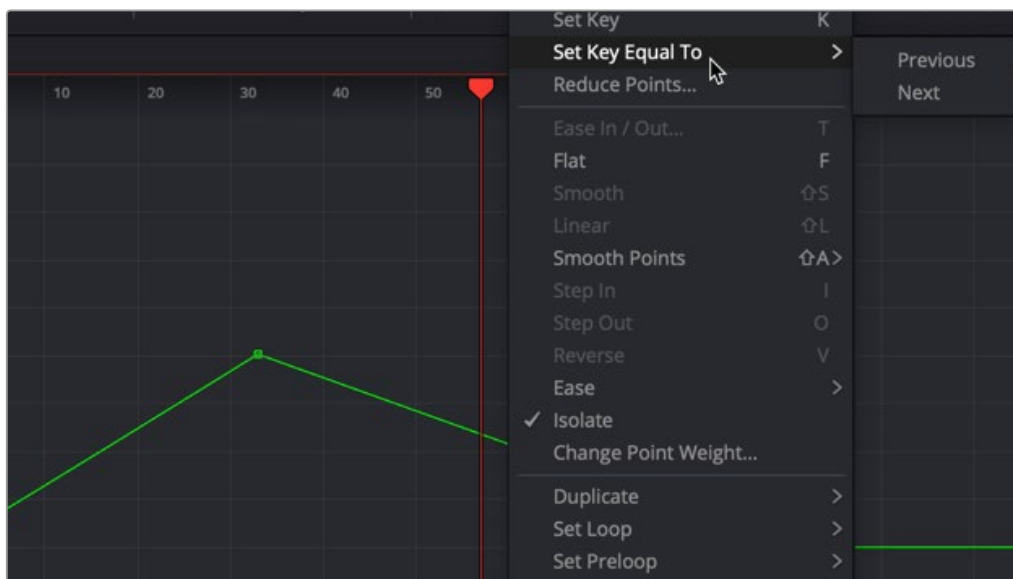 Set Key K
Set Key Equal To >
Previous
Reduce Points...
Next
10 20 30 40 50
Ease In / Out... T
Flat F
Smooth ⇧S
Linear ⇧L
Smooth Points ⇧A>
Step In I
Step Out O
Reverse V
Ease >
✓ Isolate
Change Point Weight...
Duplicate >
Set Loop >
Set Preloop >